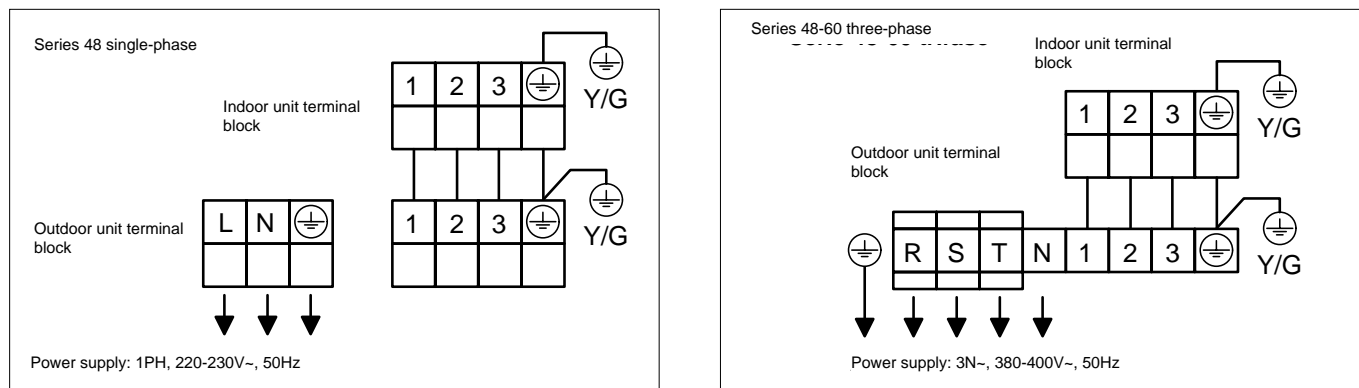 Series 48 single-phase
Indoor unit terminal
block
1 2 3
Y/G
Outdoor unit terminal
block
L N
1 2 3
Y/G
Power supply: 1PH, 220-230V~, 50Hz
Series 48-60 three-phase
Indoor unit terminal
block
1 2 3
Y/G
Outdoor unit terminal
block
R S T N 1 2 3
Y/G
Power supply: 3N~, 380-400V~, 50Hz